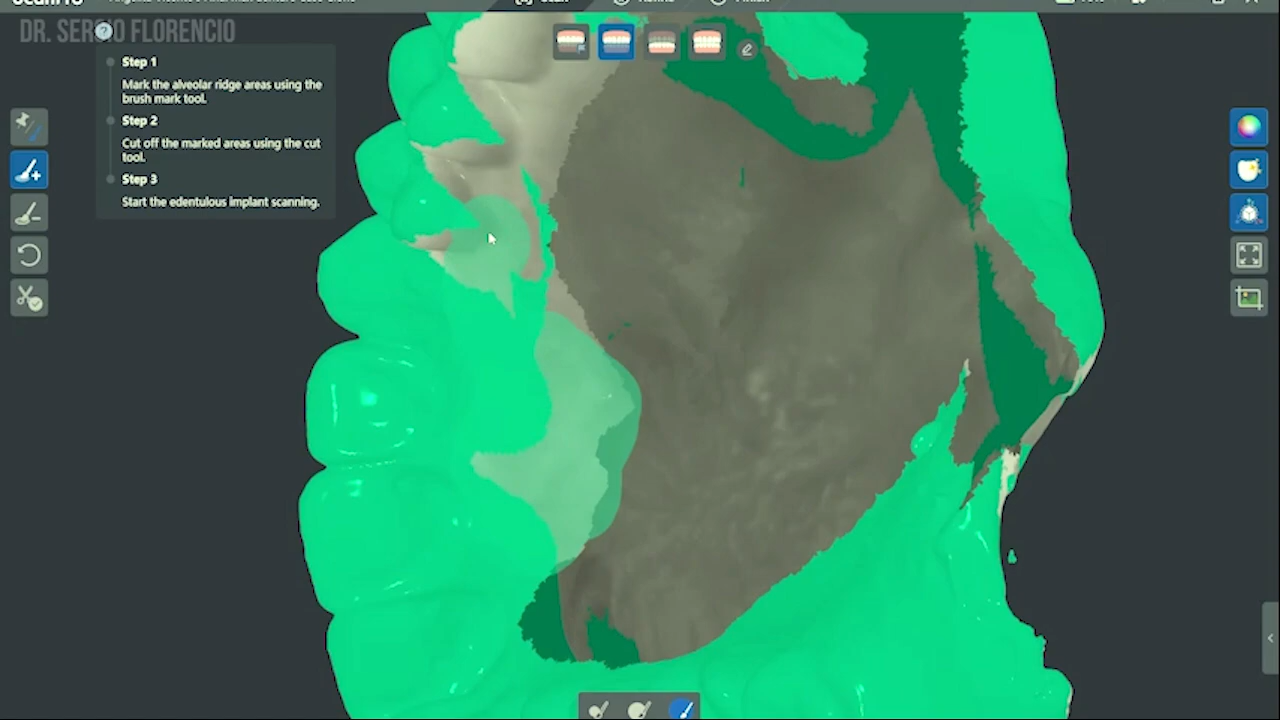 DR. SERGIO FLORENCIO
Step 1
Mark the alveolar ridge areas using the
brush mark tool.
Step 2
Cut off the marked areas using the cut
tool.
Step 3
Start the edentulous implant scanning.